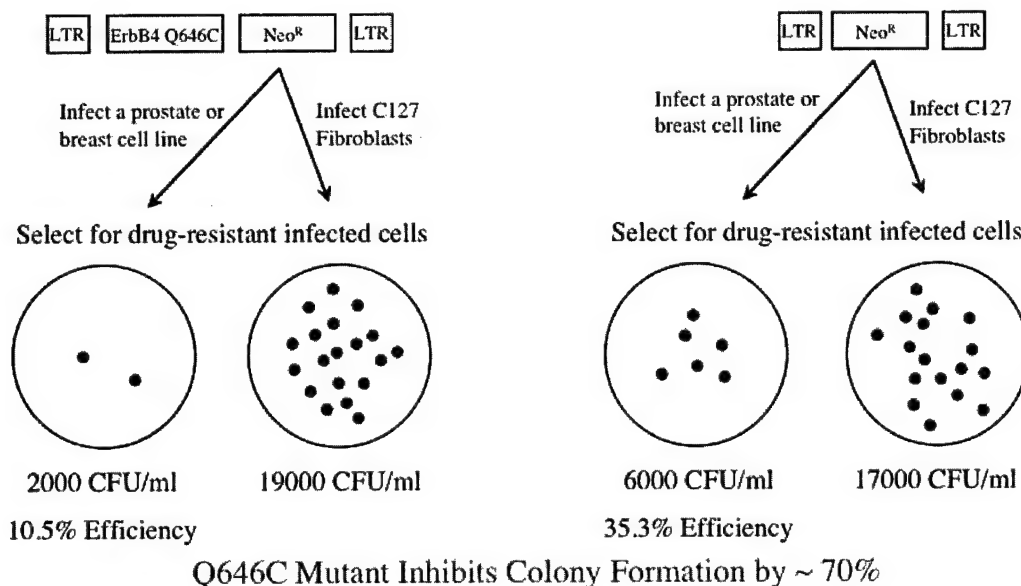 LTR ErbB4 Q646C Neo^R LTR
Infect a prostate or
breast cell line
Infect C127
Fibroblasts
Select for drug-resistant infected cells
2000 CFU/ml 19000 CFU/ml
10.5% Efficiency
LTR Neo^R LTR
Infect a prostate or
breast cell line
Infect C127
Fibroblasts
Select for drug-resistant infected cells
6000 CFU/ml 17000 CFU/ml
35.3% Efficiency
Q646C Mutant Inhibits Colony Formation by ~ 70%